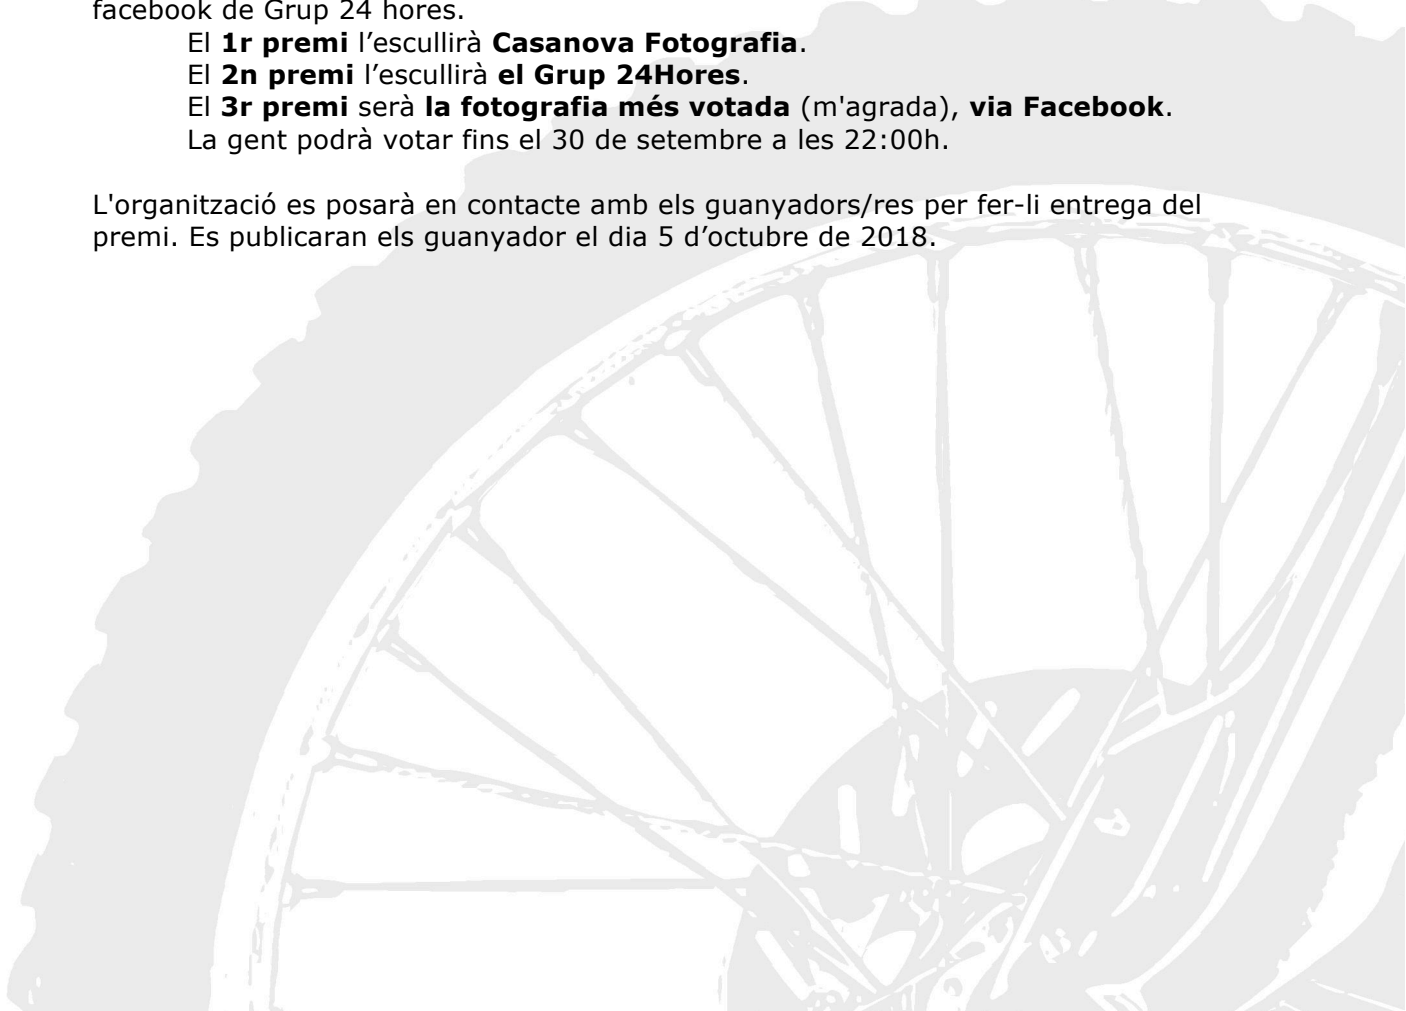 facebook de Grup 24 hores.
El 1r premi l’escullirà Casanova Fotografia.
El 2n premi l’escullirà el Grup 24Hores.
El 3r premi serà la fotografia més votada (m'agrada), via Facebook.
La gent podrà votar fins el 30 de setembre a les 22:00h.
L'organització es posarà en contacte amb els guanyadors/res per fer-li entrega del
premi. Es publicaran els guanyador el dia 5 d’octubre de 2018.